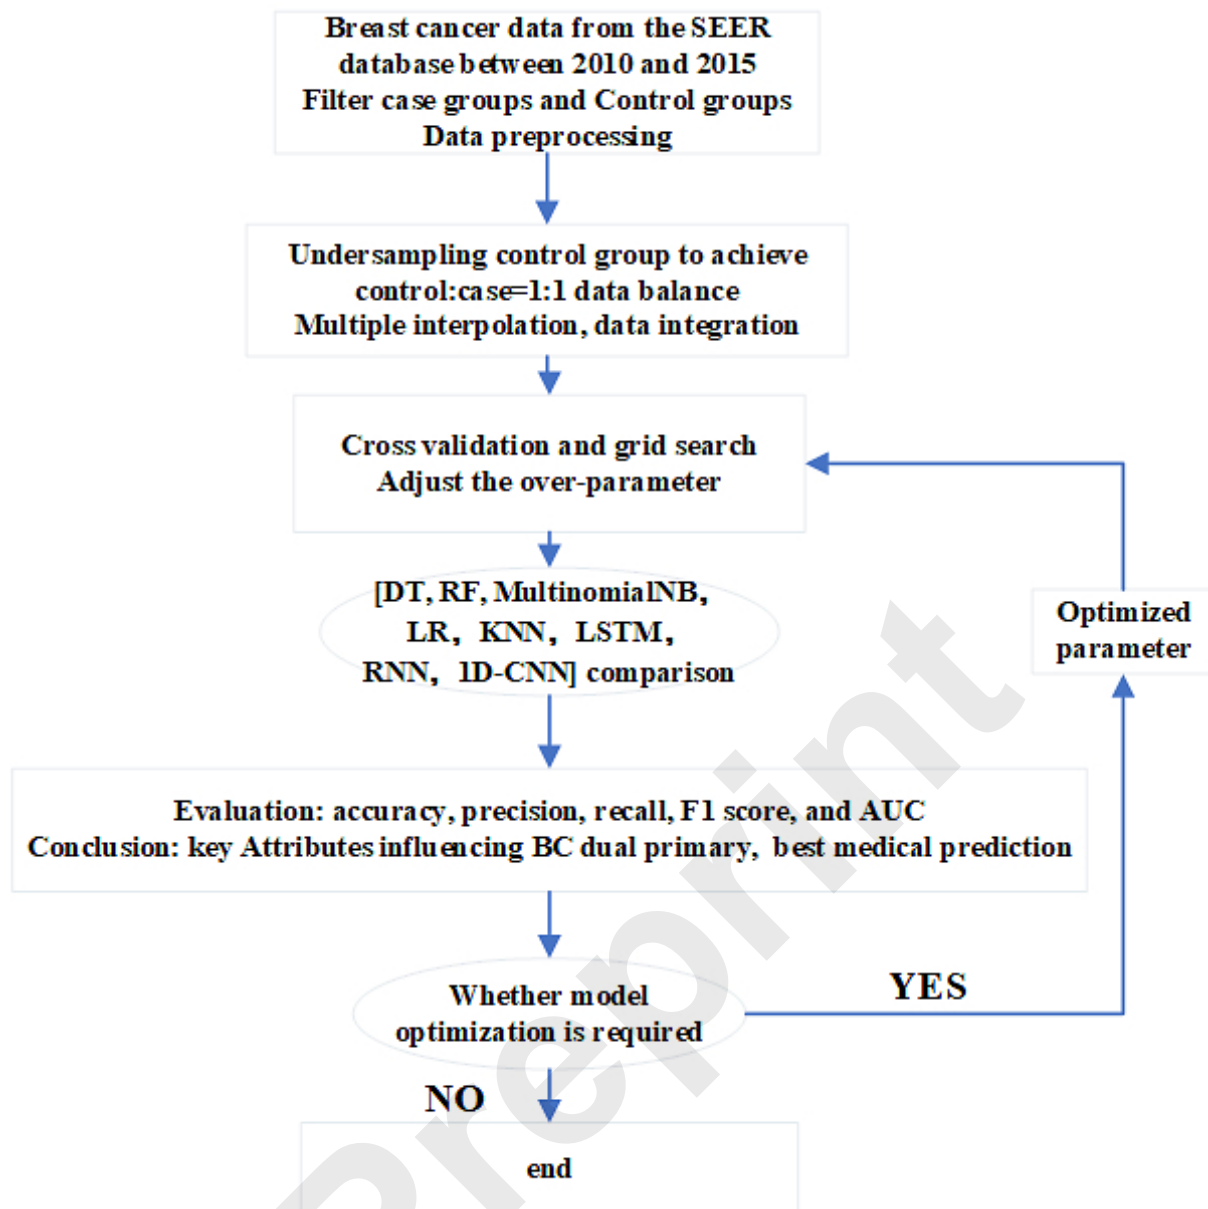 Breast cancer data from the SEER
database between 2010 and 2015
Filter case groups and Control groups
Data preprocessing
Undersampling control group to achieve
control:case=1:1 data balance
Multiple interpolation, data integration
Cross validation and grid search
Adjust the over-parameter
[DT, RF, MultinomialNB,
LR，KNN，LSTM，
RNN，1D-CNN] comparison
Optimized
parameter
Evaluation: accuracy, precision, recall, F1 score, and AUC
Conclusion: key Attributes influencing BC dual primary, best medical prediction
Whether model
optimization is required
YES
NO
end
Preprint